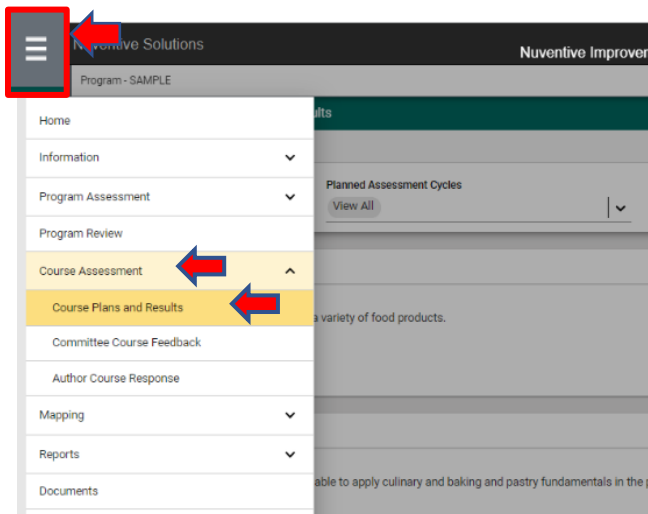 Nuventive Solutions
Nuventive Improve
Program - SAMPLE
Home
Information
Program Assessment
Program Review
Course Assessment
Course Plans and Results
Committee Course Feedback
Author Course Response
Mapping
Reports
Documents
ults
Planned Assessment Cycles
View All
a variety of food products.
able to apply culinary and baking and pastry fundamentals in the p